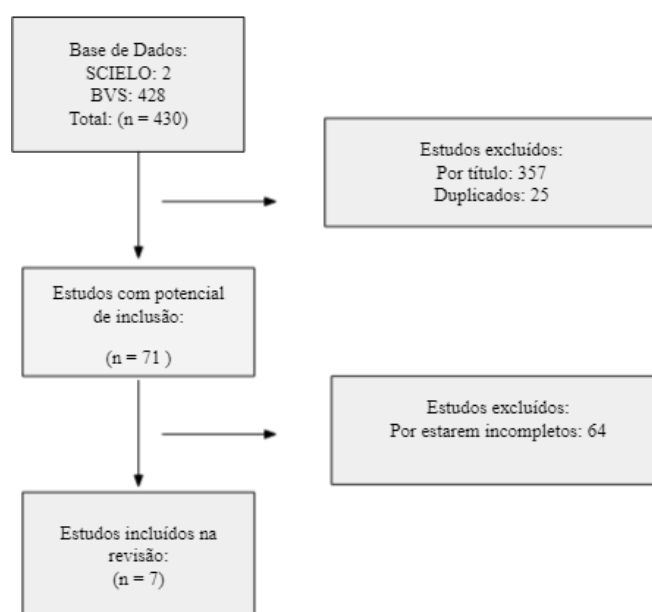 Base de Dados:
SCIELO: 2
BVS: 428
Total: (n = 430)
Estudos excluídos:
Por título: 357
Duplicados: 25
Estudos com potencial
de inclusão:
(n = 71 )
Estudos excluídos:
Por estarem incompletos: 64
Estudos incluídos na
revisão:
(n = 7)